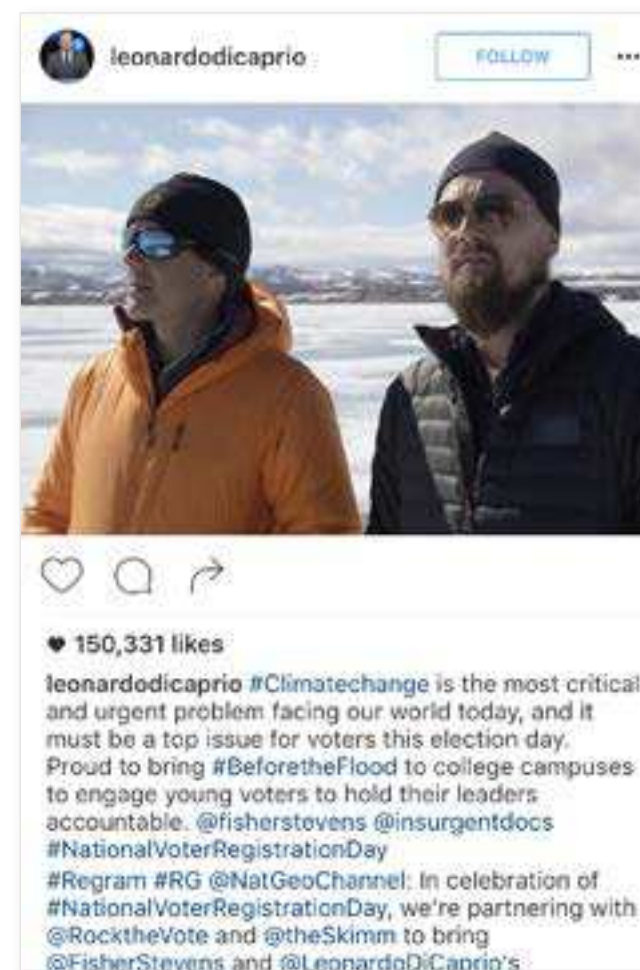 leonardodicaprio
FOLLOW
150,331 likes
leonardodicaprio #Climatechange is the most critical
and urgent problem facing our world today, and it
must be a top issue for voters this election day.
Proud to bring #BeforetheFlood to college campuses
to engage young voters to hold their leaders
accountable. @fisherstevens @insurgentdocs
#NationalVoterRegistrationDay
#Regram #RG @NatGeoChannel: In celebration of
#NationalVoterRegistrationDay, we're partnering with
@RocktheVote and @theSkimm to bring
@FisherStevens and @LeonardoDiCaprio's